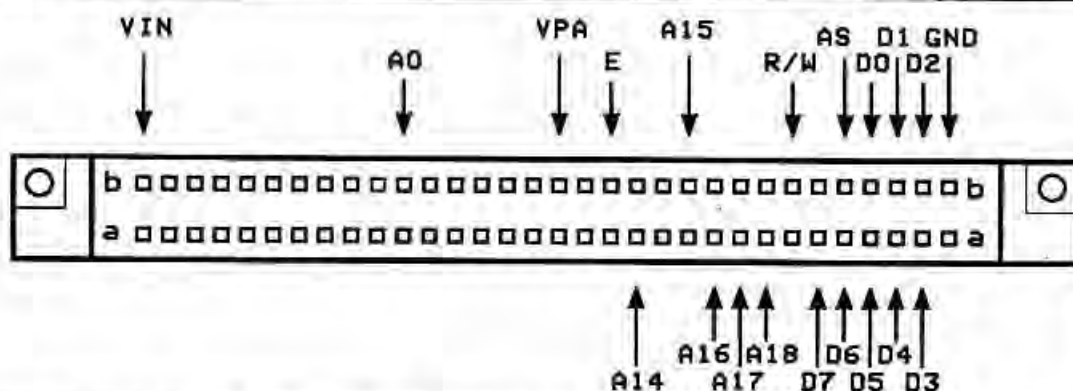 VIN VPA A15 AS D1 GND
A0 E R/W D0 D2
b b
a a
A16 A18 D6 D4
A14 A17 D7 D5 D3